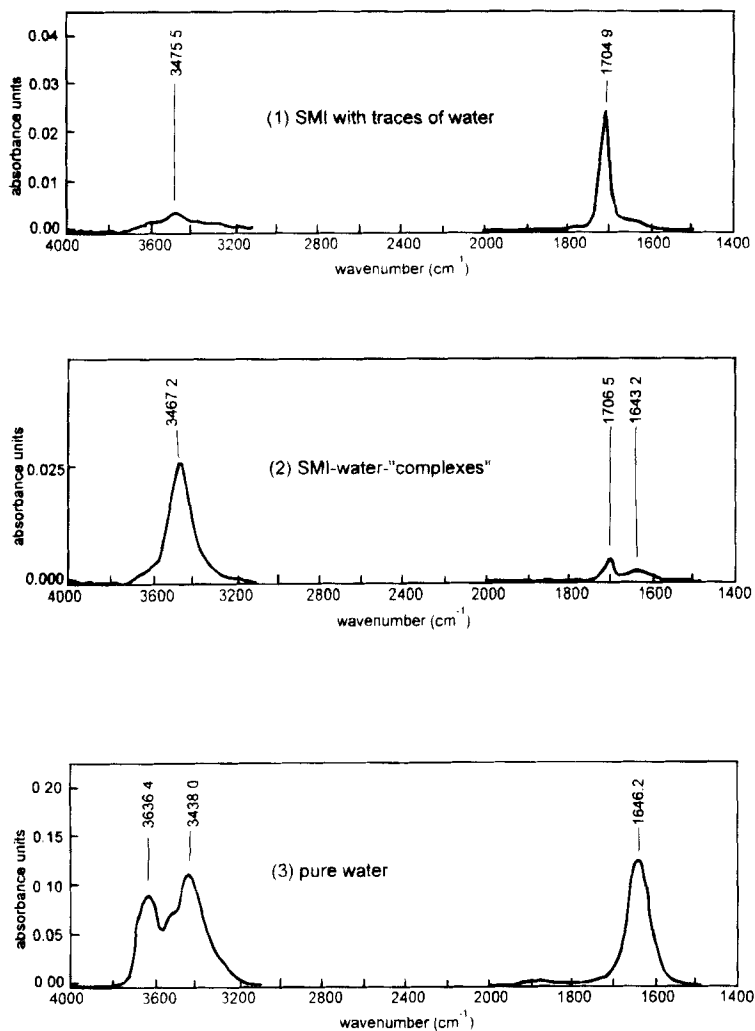 absorbance units
0.04
0.03
0.02
0.01
0.00
3475 5
1704 9
(1) SMI with traces of water
4000 3600 3200 2800 2400 2000 1800 1600 1400
wavenumber (cm⁻¹)
absorbance units
0.025
0.000
3467 2
1706 5
1643 2
(2) SMI-water-"complexes"
4000 3600 3200 2800 2400 2000 1800 1600 1400
wavenumber (cm⁻¹)
absorbance units
0.20
0.15
0.10
0.05
0 00
3636 4
3438 0
1646.2
(3) pure water
4000 3600 3200 2800 2400 2000 1800 1600 1400
wavenumber (cm⁻¹)